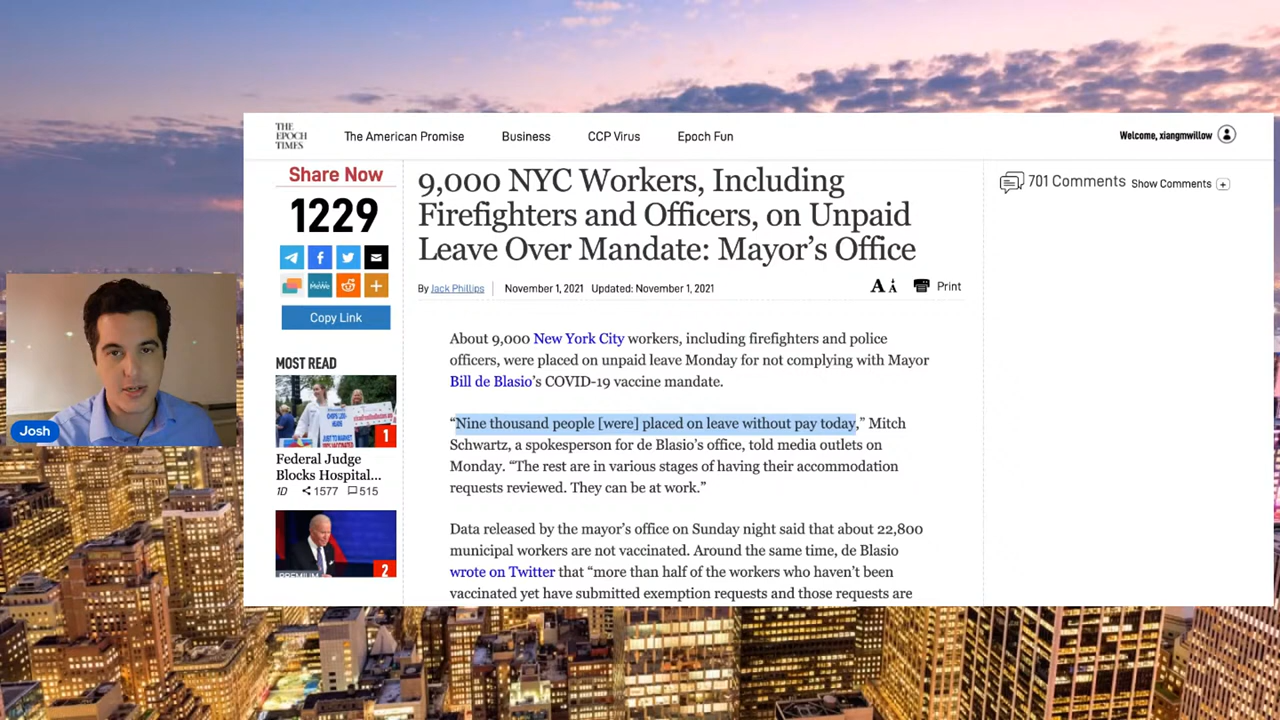 THE
EPOCH
TIMES
The American Promise
Business
CCP Virus
Epoch Fun
Welcome, xiangmwillow
Share Now
1229
MeWe
Copy Link
MOST READ
1
Federal Judge
Blocks Hospital...
1D 1577 515
PREMIUM
2
Josh
9,000 NYC Workers, Including
Firefighters and Officers, on Unpaid
Leave Over Mandate: Mayor’s Office
By Jack Phillips November 1, 2021 Updated: November 1, 2021
A A Print
About 9,000 New York City workers, including firefighters and police
officers, were placed on unpaid leave Monday for not complying with Mayor
Bill de Blasio’s COVID-19 vaccine mandate.
“Nine thousand people [were] placed on leave without pay today,” Mitch
Schwartz, a spokesperson for de Blasio’s office, told media outlets on
Monday. “The rest are in various stages of having their accommodation
requests reviewed. They can be at work.”
Data released by the mayor’s office on Sunday night said that about 22,800
municipal workers are not vaccinated. Around the same time, de Blasio
wrote on Twitter that “more than half of the workers who haven’t been
vaccinated yet have submitted exemption requests and those requests are
701 Comments Show Comments +